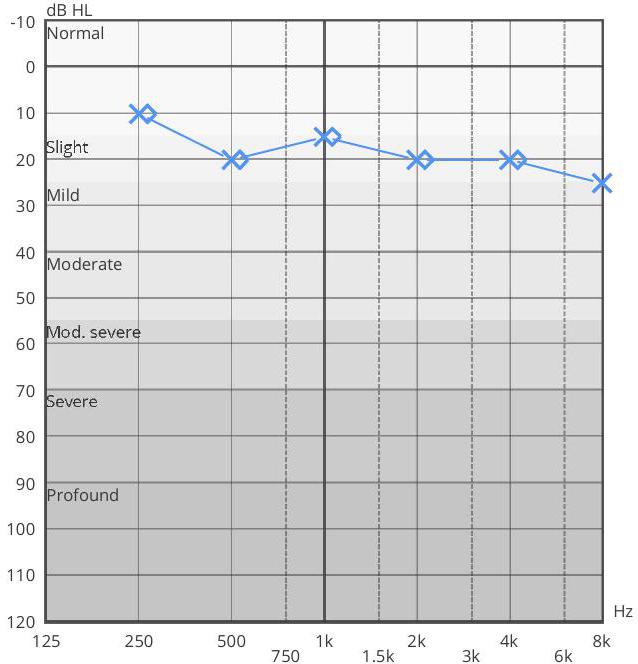 dB HL
-10
Normal
0
10
Slight
20
Mild
30
40
Moderate
50
Mod. severe
60
70
Severe
80
90
Profound
100
110
120
Hz
125 250 500 1k 2k 4k 8k
750 1.5k 3k 6k